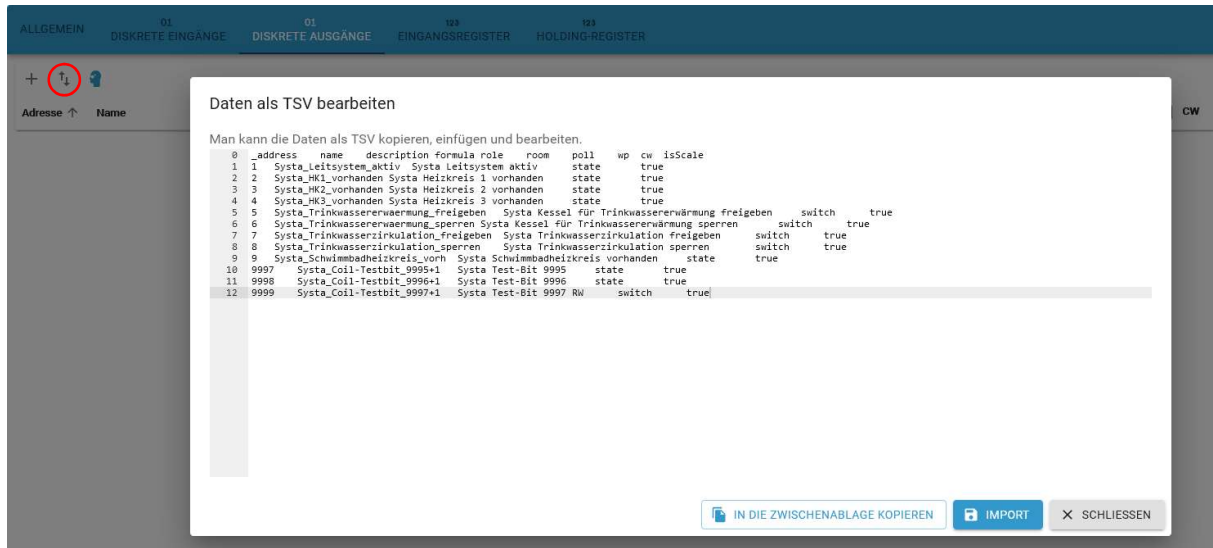 ALLGEMEIN 01 DISKRETE EINGÄNGE 01 DISKRETE AUSGÄNGE 123 EINGANGSREGISTER 123 HOLDING-REGISTER
Adresse ↑ Name CW
Daten als TSV bearbeiten
Man kann die Daten als TSV kopieren, einfügen und bearbeiten.
0 _address name description formula role room poll wp cw isScale
1 1 Systa_Leitsystem_aktiv Systa Leitsystem aktiv state true
2 2 Systa_HK1_vorhanden Systa Heizkreis 1 vorhanden state true
3 3 Systa_HK2_vorhanden Systa Heizkreis 2 vorhanden state true
4 4 Systa_HK3_vorhanden Systa Heizkreis 3 vorhanden state true
5 5 Systa_Trinkwassererwaermung_freigeben Systa Kessel für Trinkwassererwärmung freigeben switch true
6 6 Systa_Trinkwassererwaermung_sperren Systa Kessel für Trinkwassererwärmung sperren switch true
7 7 Systa_Trinkwasserzirkulation_freigeben Systa Trinkwasserzirkulation freigeben switch true
8 8 Systa_Trinkwasserzirkulation_sperren Systa Trinkwasserzirkulation sperren switch true
9 9 Systa_Schwimmbadheizkreis_vorh Systa Schwimmbadheizkreis vorhanden state true
10 9997 Systa_Coil-Testbit_9995+1 Systa Test-Bit 9995 state true
11 9998 Systa_Coil-Testbit_9996+1 Systa Test-Bit 9996 state true
12 9999 Systa_Coil-Testbit_9997+1 Systa Test-Bit 9997 RW switch true
IN DIE ZWISCHENABLAGE KOPIEREN IMPORT SCHLIESSEN